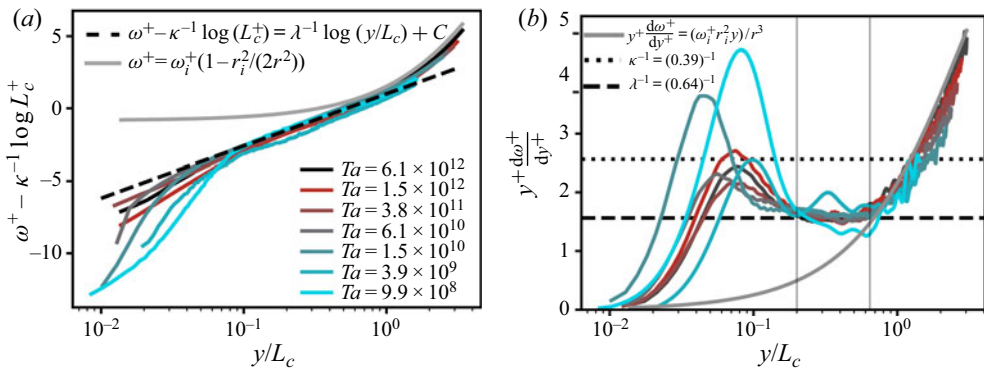 (a)
5
0
−5
−10
ω⁺ − κ⁻¹ log L_c⁺
ω⁺ − κ⁻¹ log (L_c⁺) = λ⁻¹ log (y/L_c) + C
ω⁺ = ω_i⁺(1 − r_i²/(2r²))
Ta = 6.1 × 10¹²
Ta = 1.5 × 10¹²
Ta = 3.8 × 10¹¹
Ta = 6.1 × 10¹⁰
Ta = 1.5 × 10¹⁰
Ta = 3.9 × 10⁹
Ta = 9.9 × 10⁸
10⁻² 10⁻¹ 10⁰
y/L_c
(b)
5
4
3
2
1
0
y⁺ dω⁺/dy⁺
y⁺ dω⁺/dy⁺ = (ω_i⁺ r_i² y)/r³
κ⁻¹ = (0.39)⁻¹
λ⁻¹ = (0.64)⁻¹
10⁻² 10⁻¹ 10⁰
y/L_c